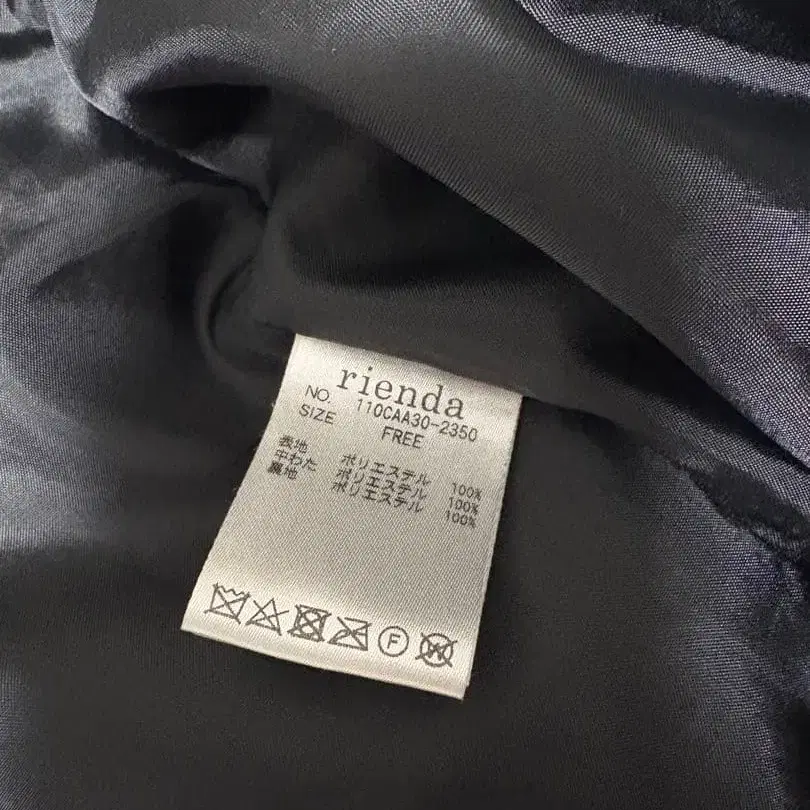 rienda
NO. 110CAA30-2350
SIZE FREE
表地 ポリエステル 100%
中わた ポリエステル 100%
裏地 ポリエステル 100%
F
W